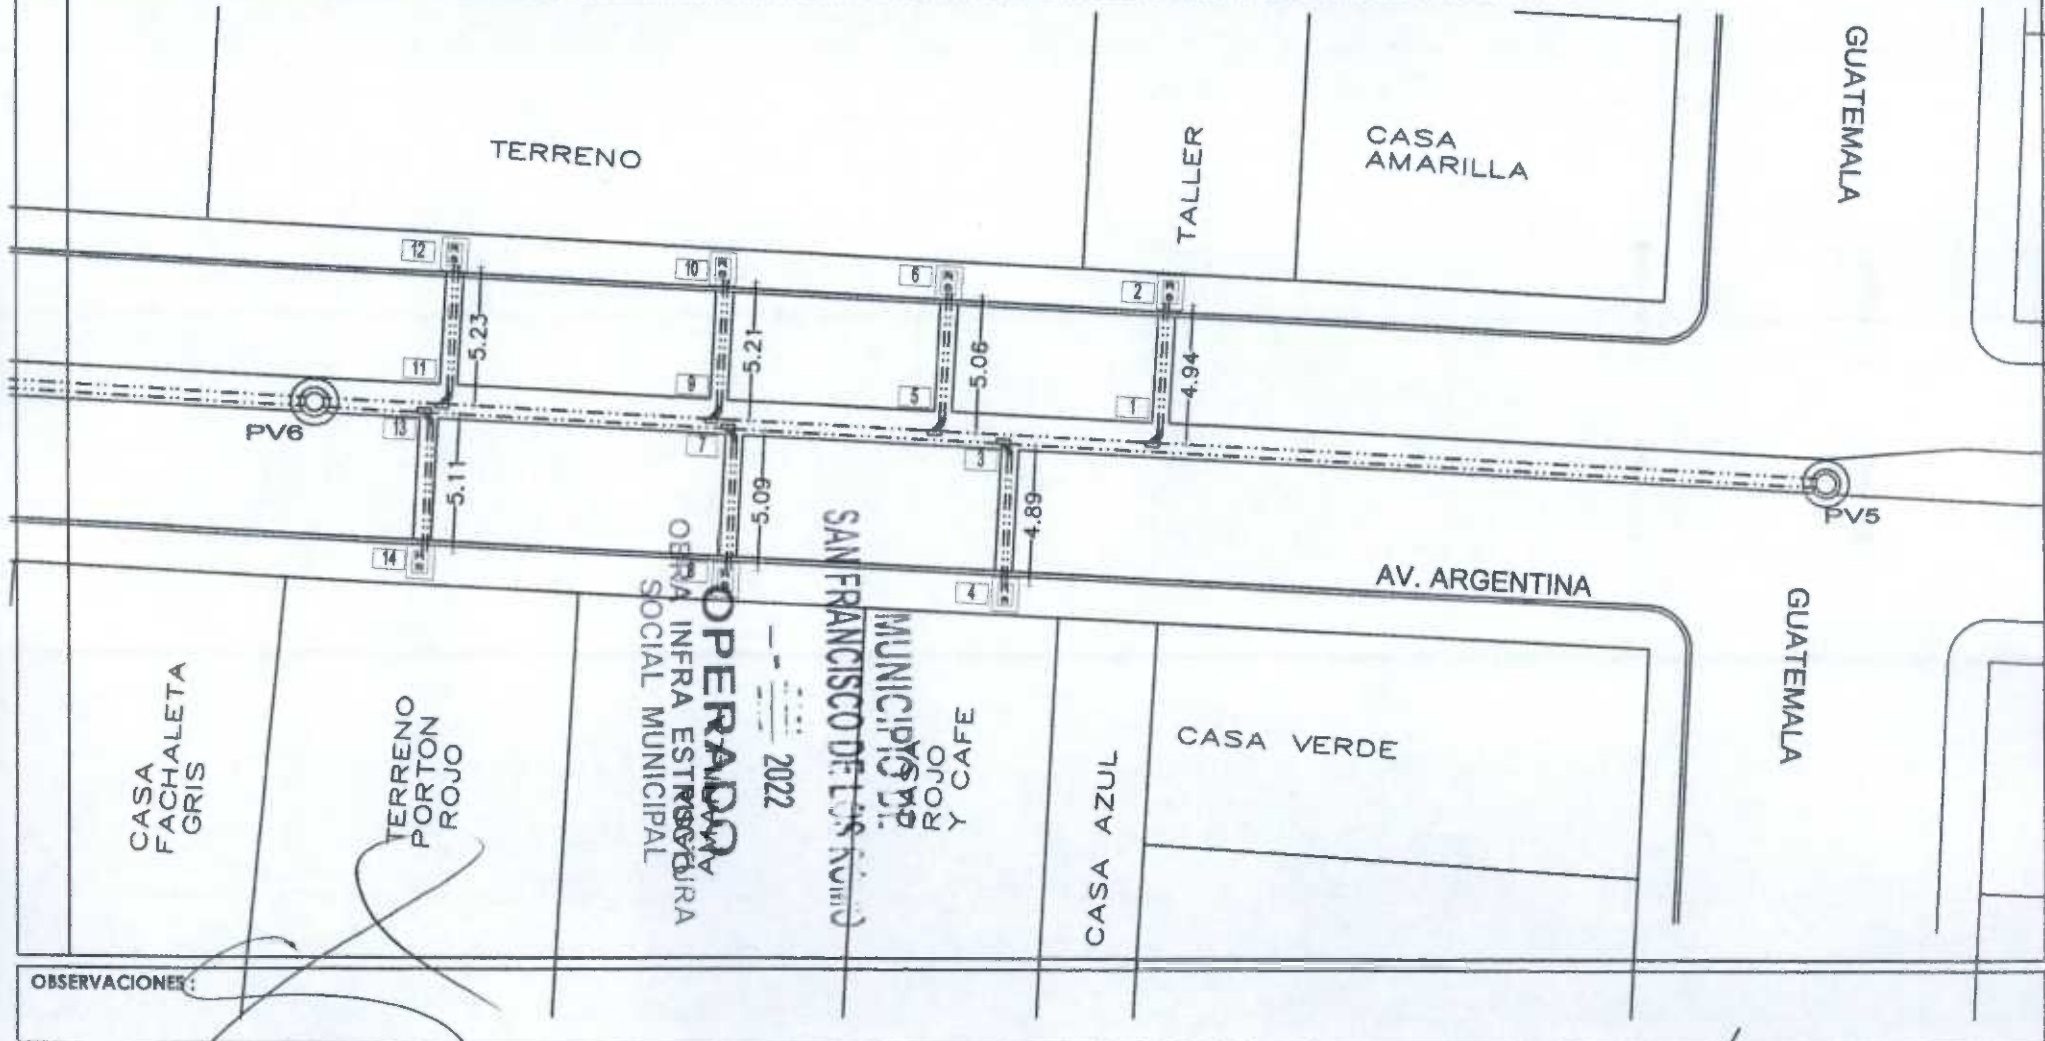 TERRENO
TALLER
CASA
AMARILLA
GUATEMALA
12
10
6
2
5.23
5.21
5.06
4.94
11
9
5
1
PV6
13
7
3
5.11
5.09
4.89
PV5
14
4
AV. ARGENTINA
GUATEMALA
CASA
FACHALETA
GRIS
TERRENO
PORTON
ROJO
OBRA INFRA ESTRUCTURA
SOCIAL MUNICIPAL
OPERADO
2022
MUNICIPIO DE
SAN FRANCISCO DE LOS ROMO
CASA
ROJO
Y CAFE
CASA AZUL
CASA VERDE
OBSERVACIONES: